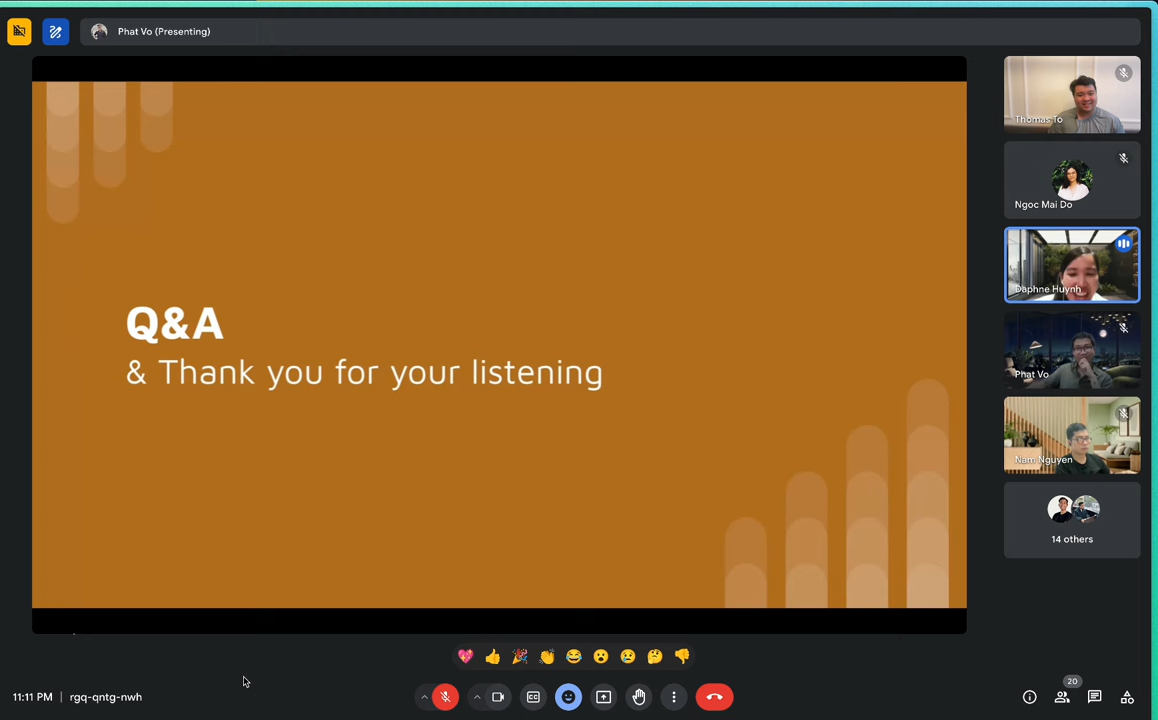 Phat Vo (Presenting)
Q&A
& Thank you for your listening
Thomas To
Ngoc Mai Do
Daphne Huynh
Phat Vo
Nam Nguyen
14 others
11:11 PM | rgq-qntg-nwh
20